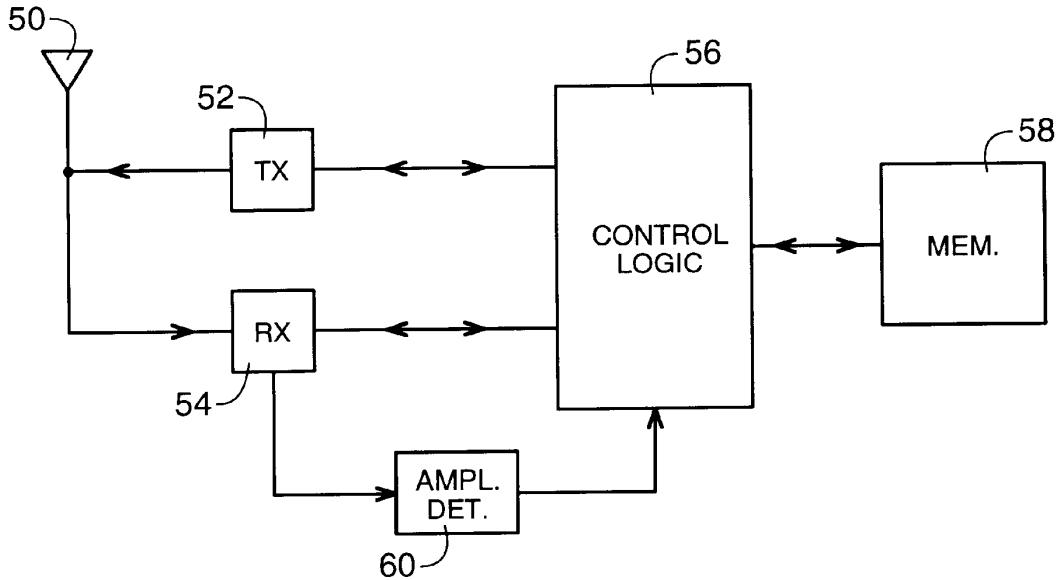 50
52
TX
56
CONTROL
LOGIC
58
MEM.
RX
54
AMPL.
DET.
60